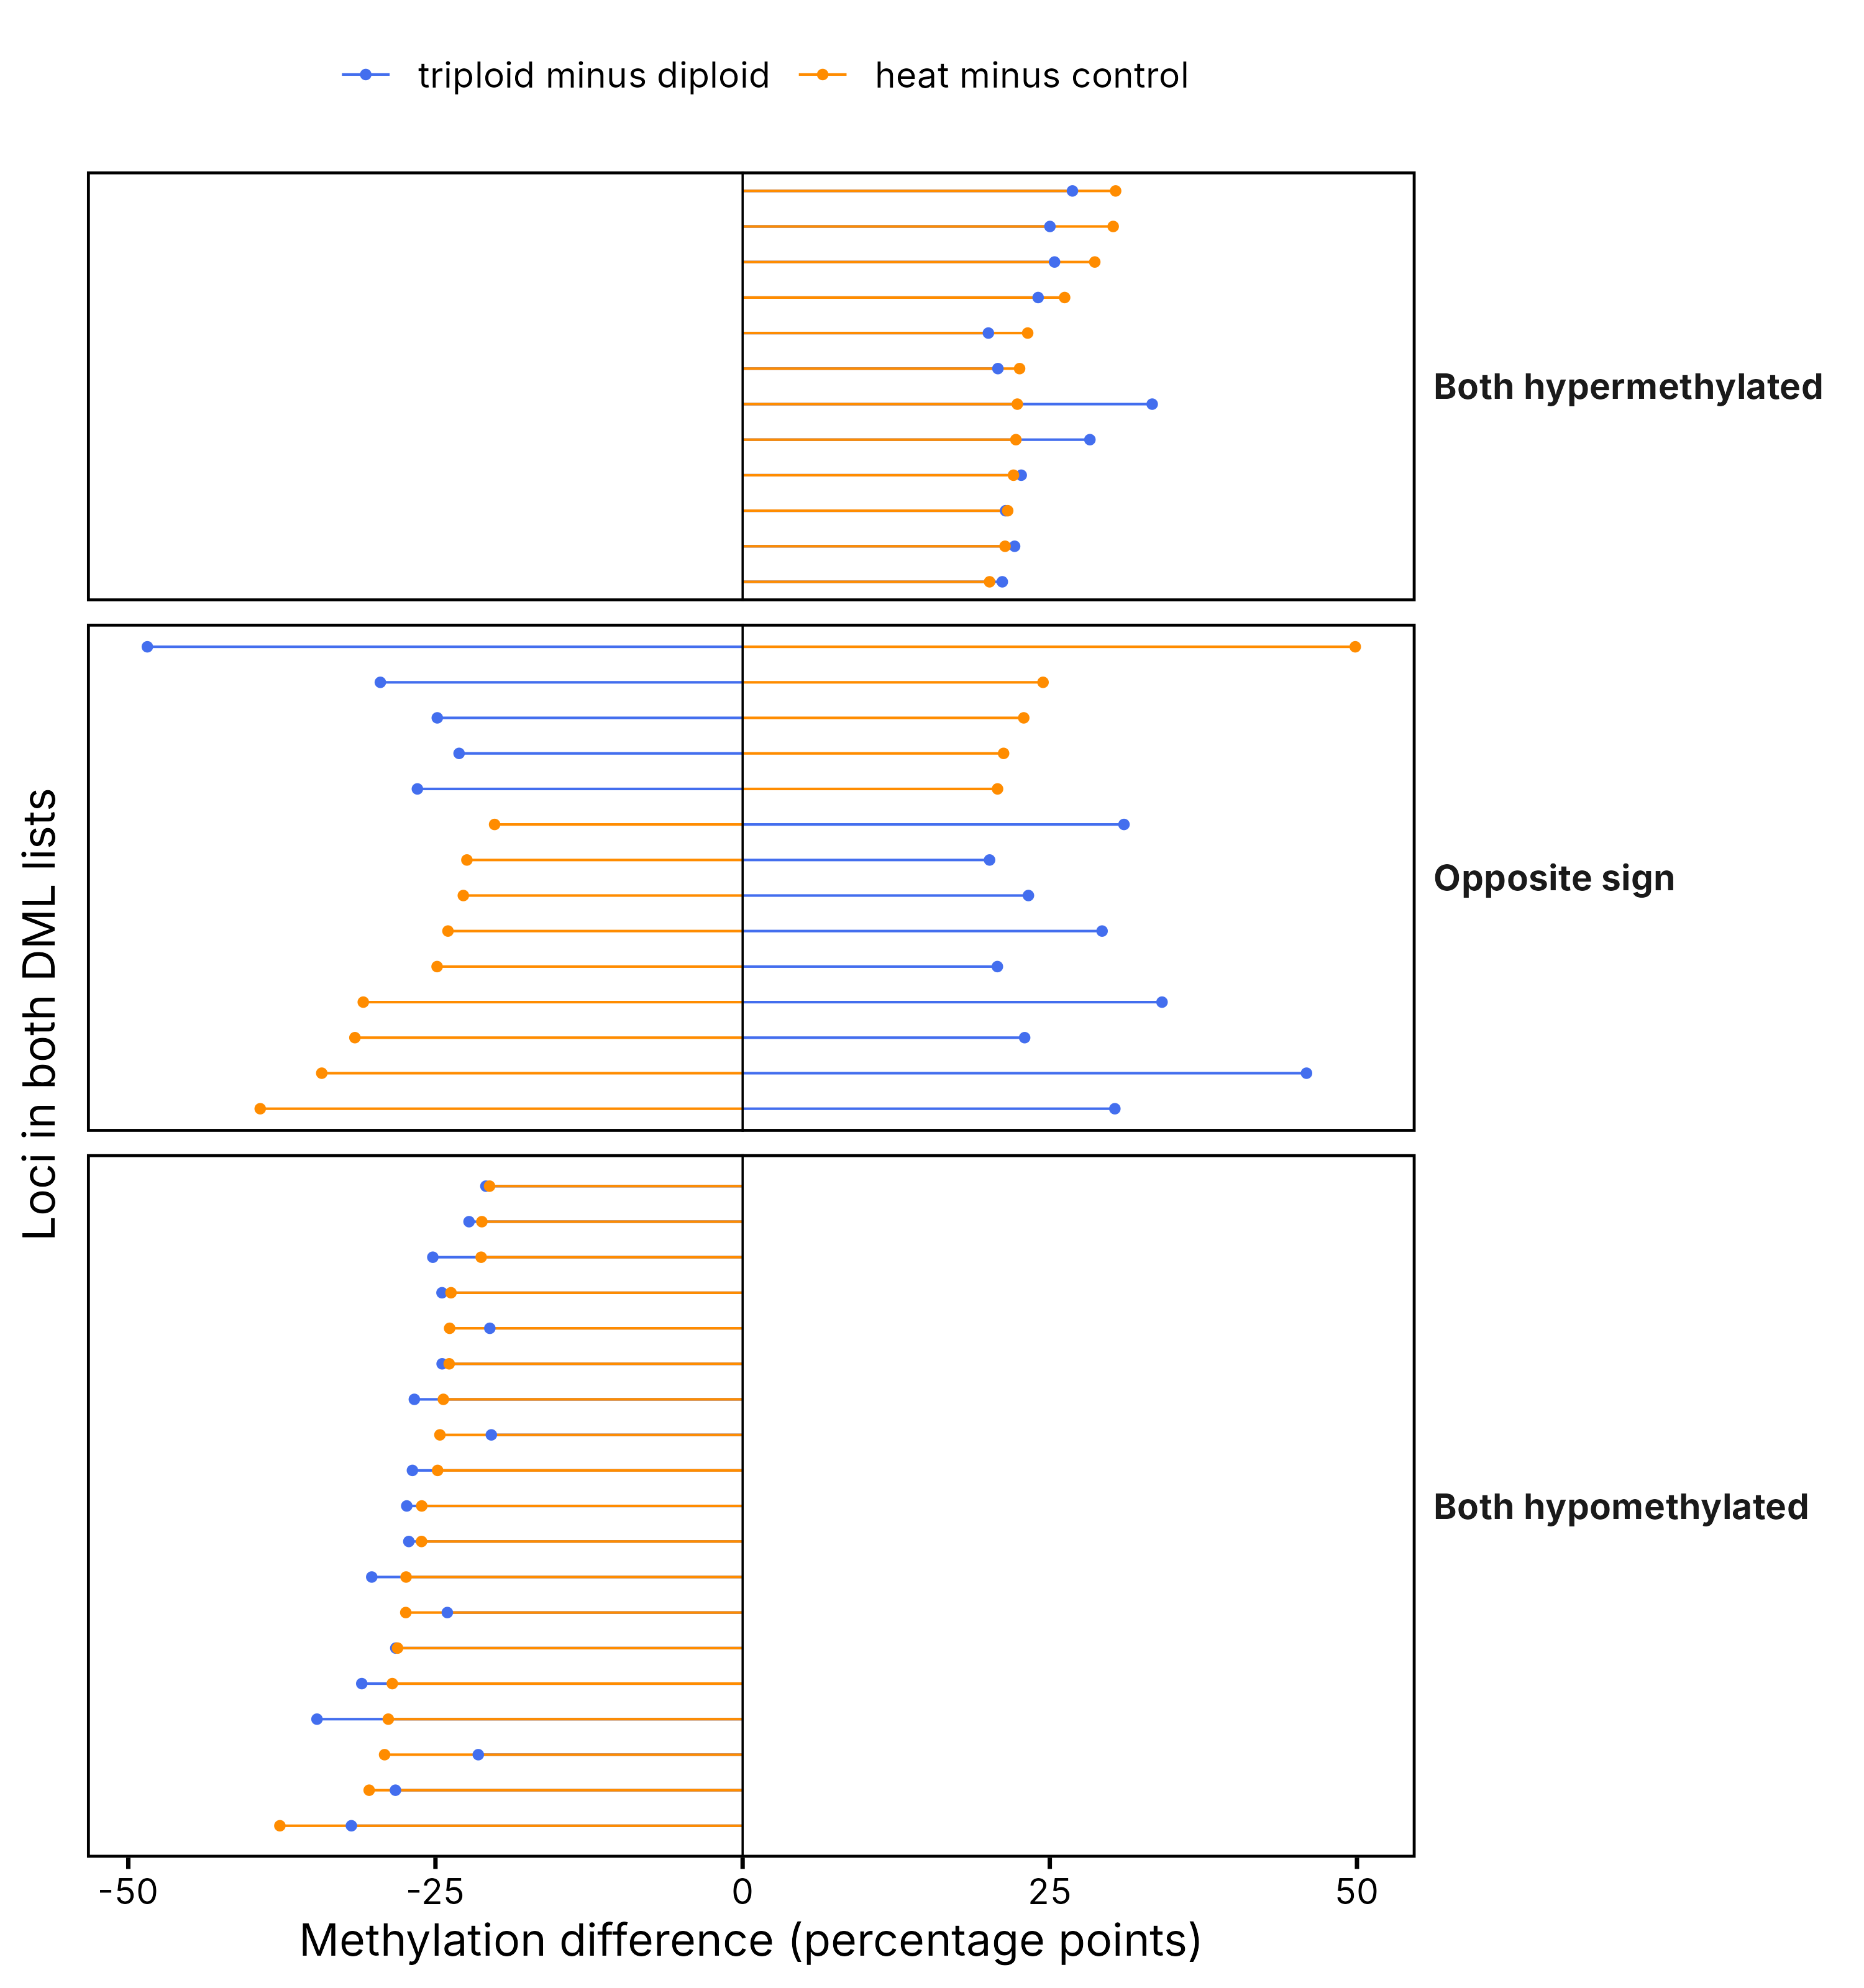 triploid minus diploid
heat minus control
Both hypermethylated
Opposite sign
Both hypomethylated
Loci in both DML lists
-50
-25
0
25
50
Methylation difference (percentage points)